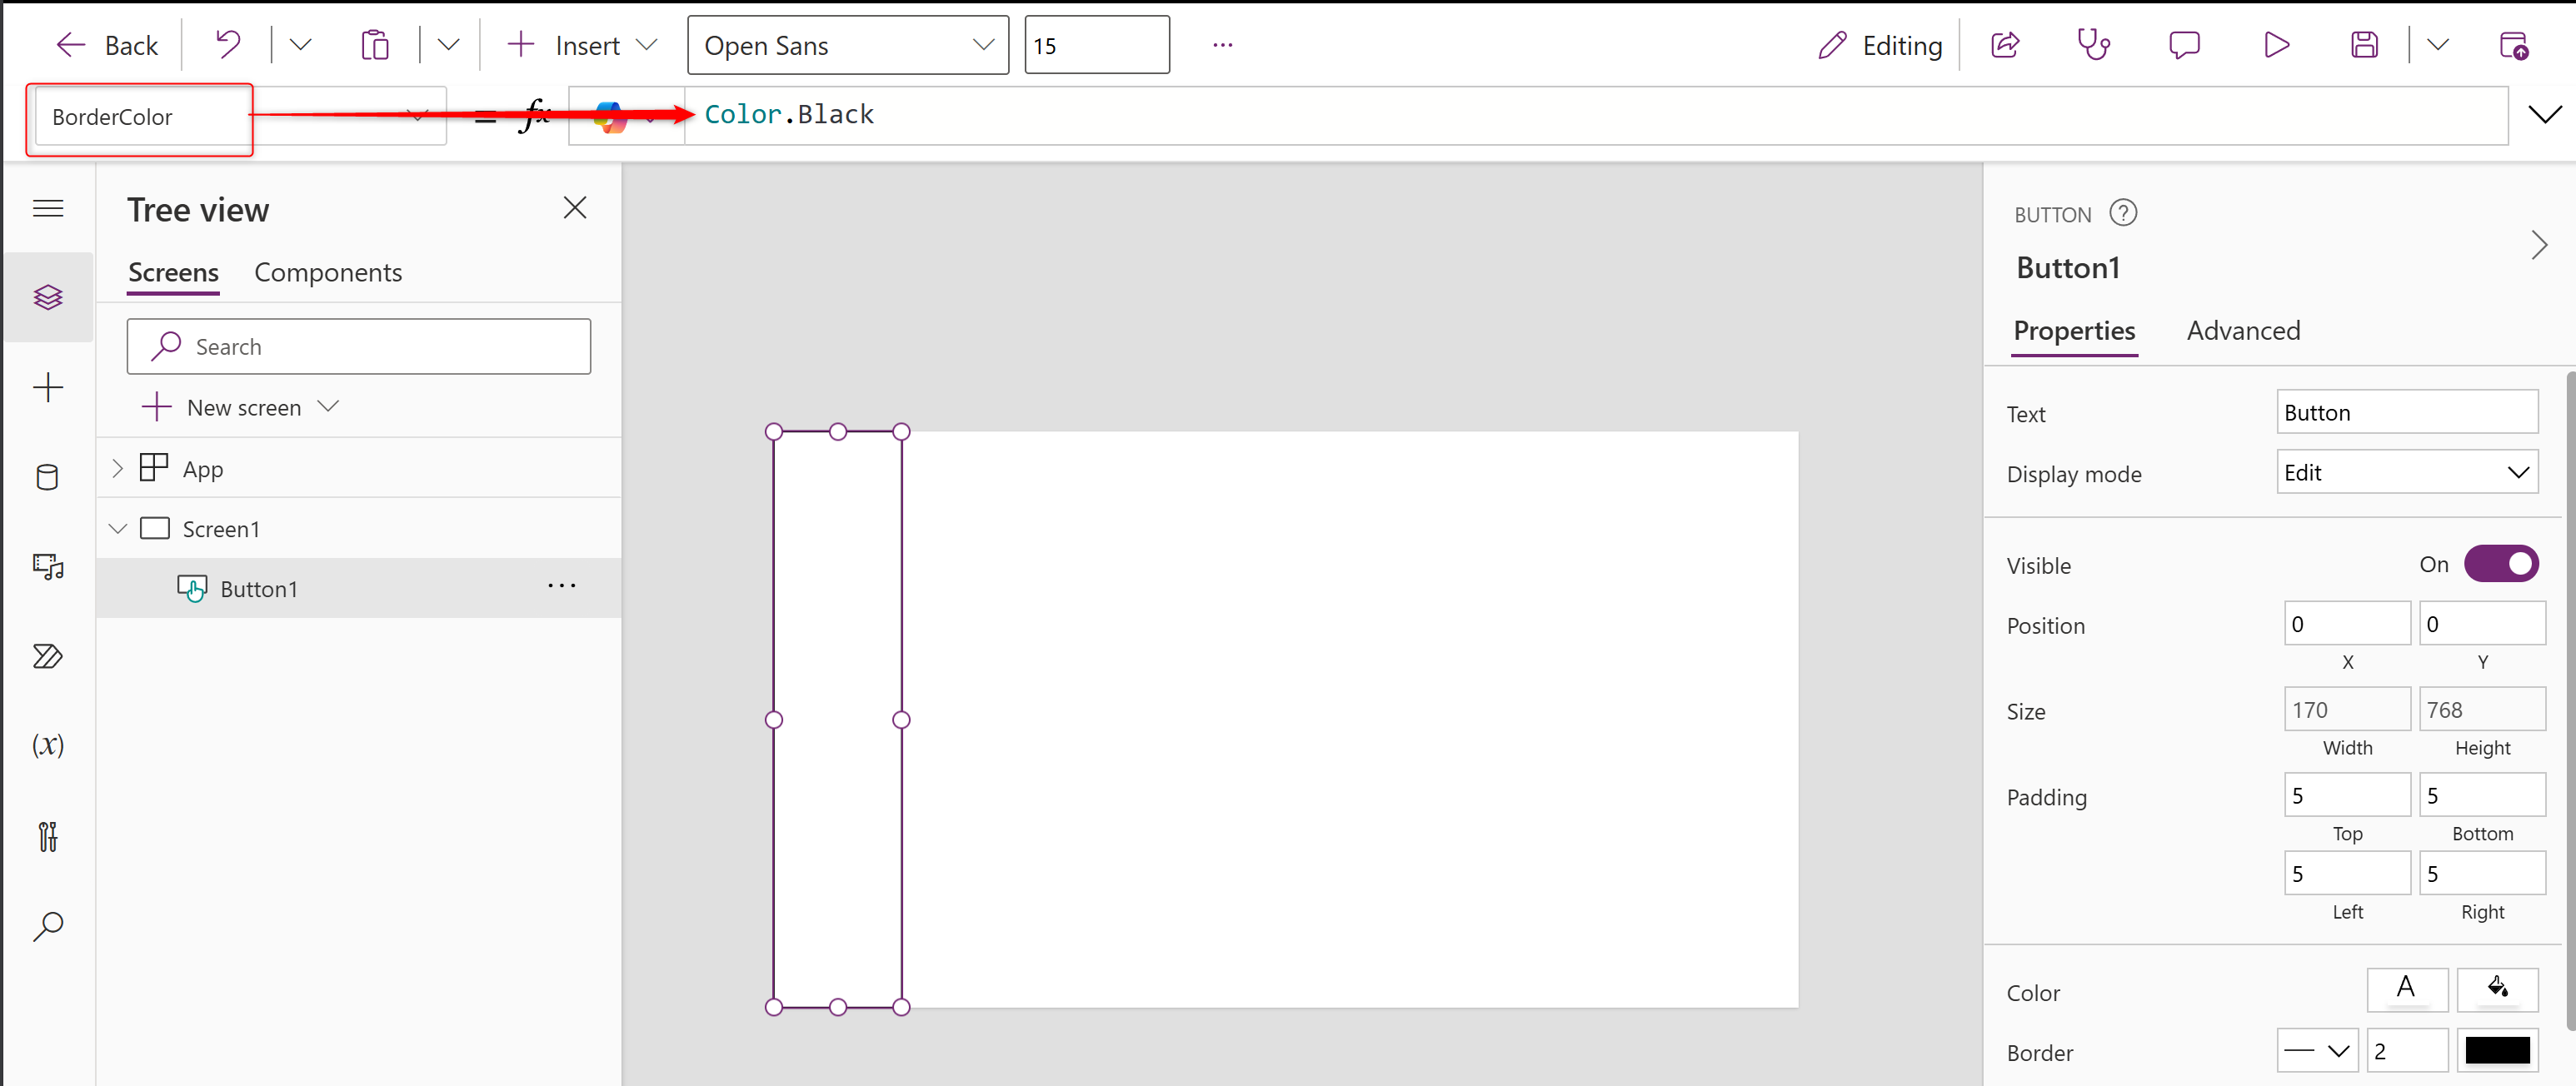 Back
Insert
Open Sans
15
...
Editing
BorderColor
= fx
Color.Black
Tree view
Screens
Components
Search
New screen
App
Screen1
Button1
...
(x)
BUTTON
?
Button1
Properties
Advanced
Text
Button
Display mode
Edit
Visible
On
Position
0
0
X
Y
Size
170
768
Width
Height
Padding
5
5
Top
Bottom
5
5
Left
Right
Color
A
Border
2